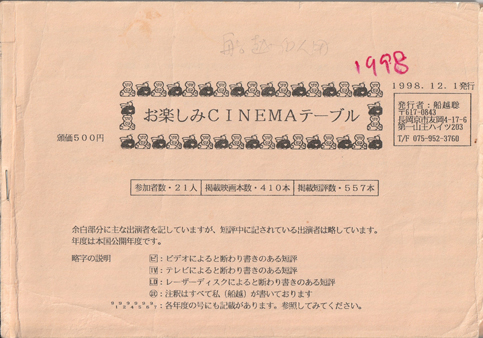 1998
1998.12.1発行
お楽しみCINEMAテーブル
頒価500円
発行者:船越聡
〒617-0843
長岡京市友岡4-17-6
第一山王ハイツ203
T/F 075-952-3760
参加者数・21人 掲載映画本数・410本 掲載短評数・557本
余白部分に主な出演者を記していますが、短評中に記されている出演者は略しています。
年度は本国公開年度です。
略字の説明
:ビデオによると断わり書きのある短評
TV:テレビによると断わり書きのある短評
LD:レーザーディスクによると断わり書きのある短評
:注釈はすべて私(船越)が書いております
:各年度の号にも記載があります。参照してみてください。